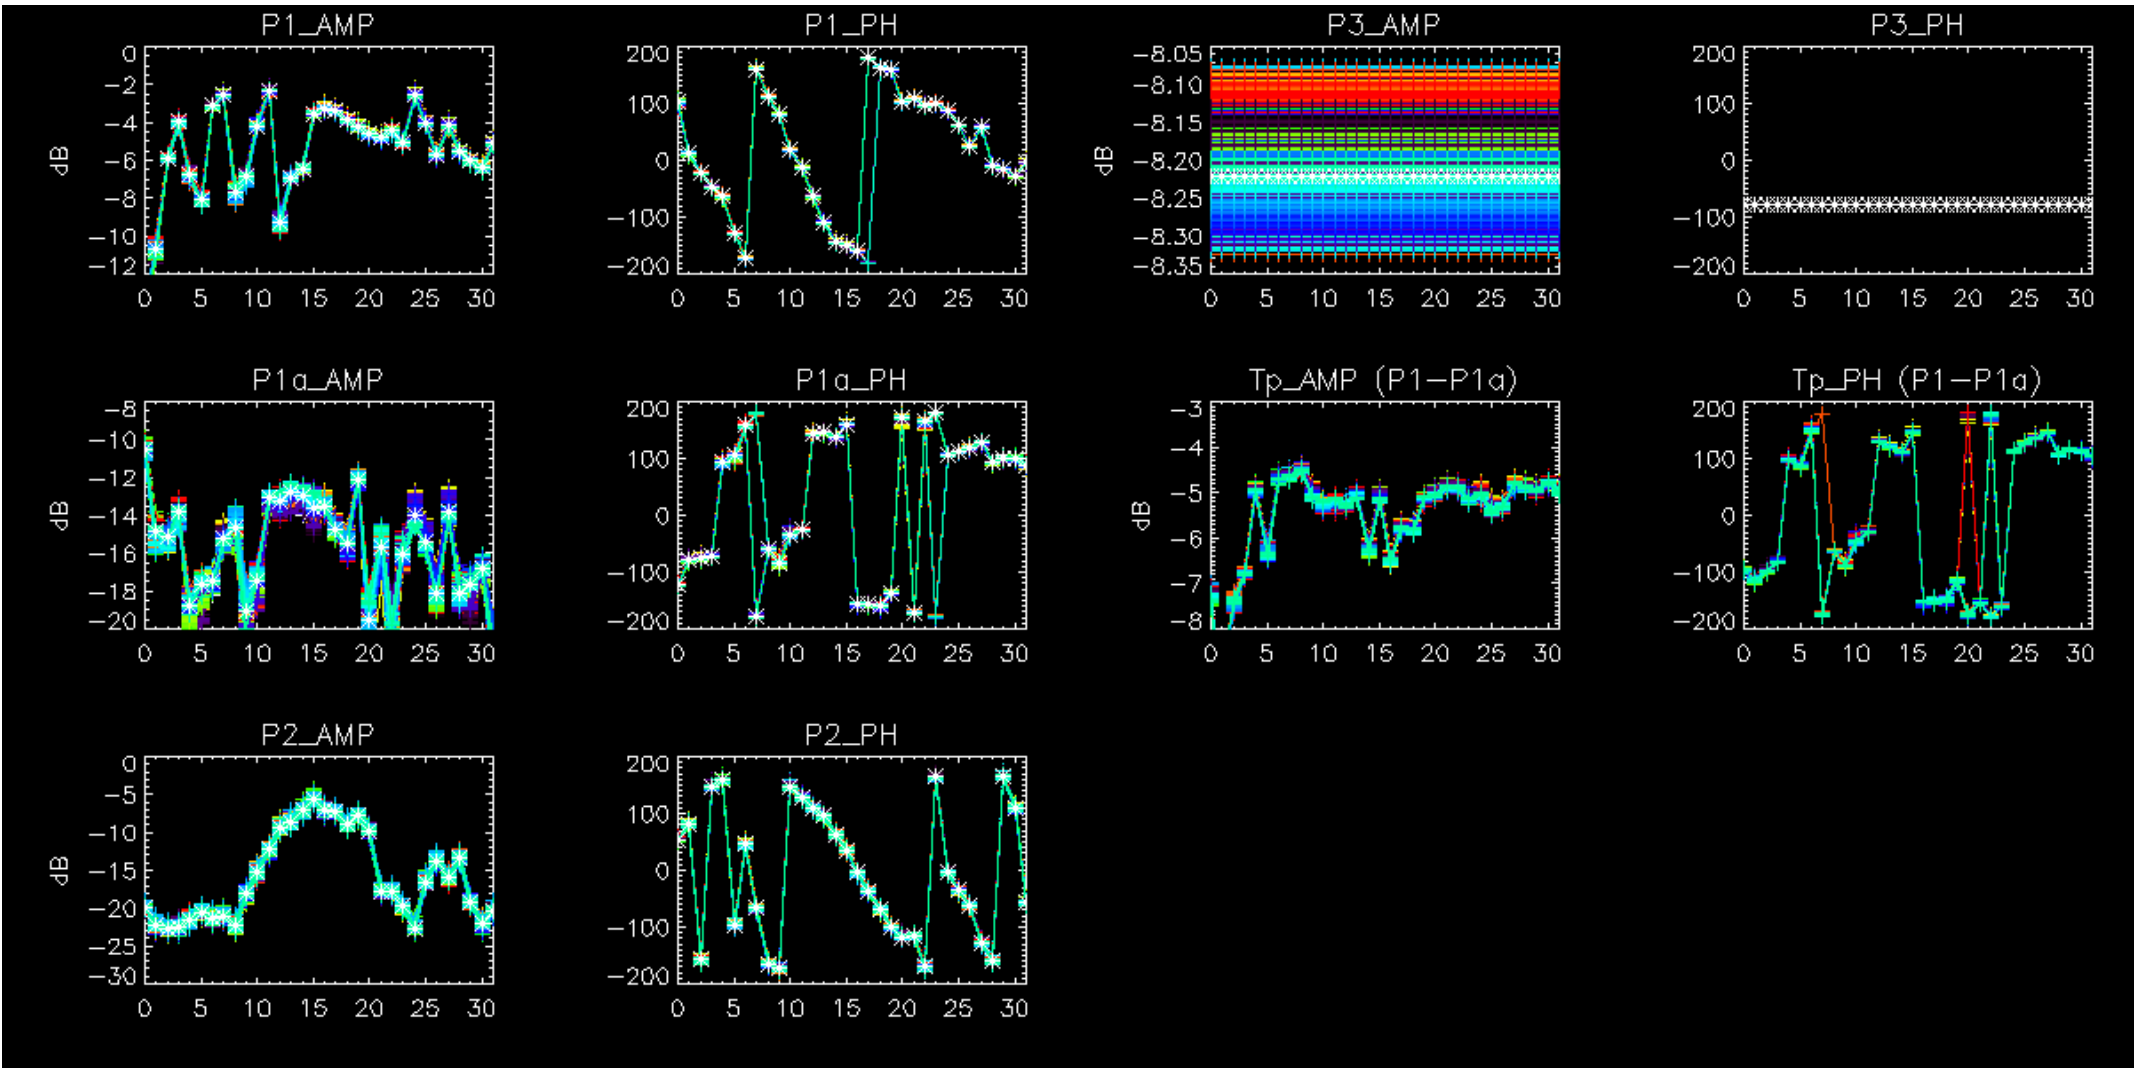 P1_AMP
0
−2
−4
−6
−8
−10
−12
dB
0 5 10 15 20 25 30
P1_PH
200
100
0
−100
−200
0 5 10 15 20 25 30
P3_AMP
−8.05
−8.10
−8.15
−8.20
−8.25
−8.30
−8.35
dB
0 5 10 15 20 25 30
P3_PH
200
100
0
−100
−200
0 5 10 15 20 25 30
P1a_AMP
−8
−10
−12
−14
−16
−18
−20
dB
0 5 10 15 20 25 30
P1a_PH
200
100
0
−100
−200
0 5 10 15 20 25 30
Tp_AMP (P1−P1a)
−3
−4
−5
−6
−7
−8
dB
0 5 10 15 20 25 30
Tp_PH (P1−P1a)
200
100
0
−100
−200
0 5 10 15 20 25 30
P2_AMP
0
−5
−10
−15
−20
−25
−30
dB
0 5 10 15 20 25 30
P2_PH
200
100
0
−100
−200
0 5 10 15 20 25 30